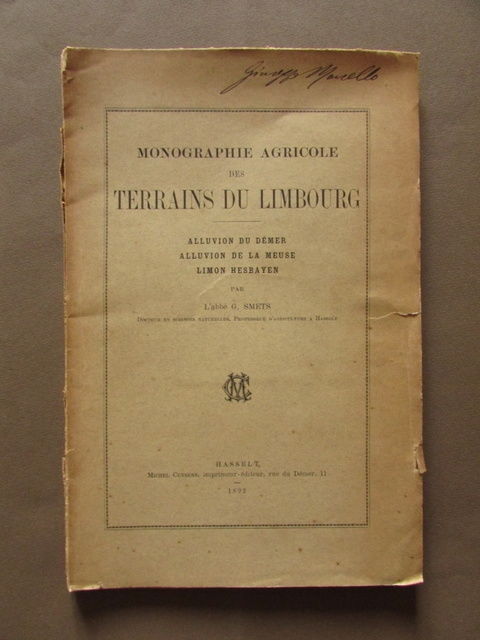 Giuseppe Marcello
MONOGRAPHIE AGRICOLE
DES
TERRAINS DU LIMBOURG
ALLUVION DU DÉMER
ALLUVION DE LA MEUSE
LIMON HESBAYEN
PAR
L'abbé G. SMETS
DOCTEUR EN SCIENCES NATURELLES, PROFESSEUR D'AGRICULTURE A HASSELT
HASSELT,
MICHEL CEYSENS, imprimeur-éditeur, rue du Démer, 11
1892